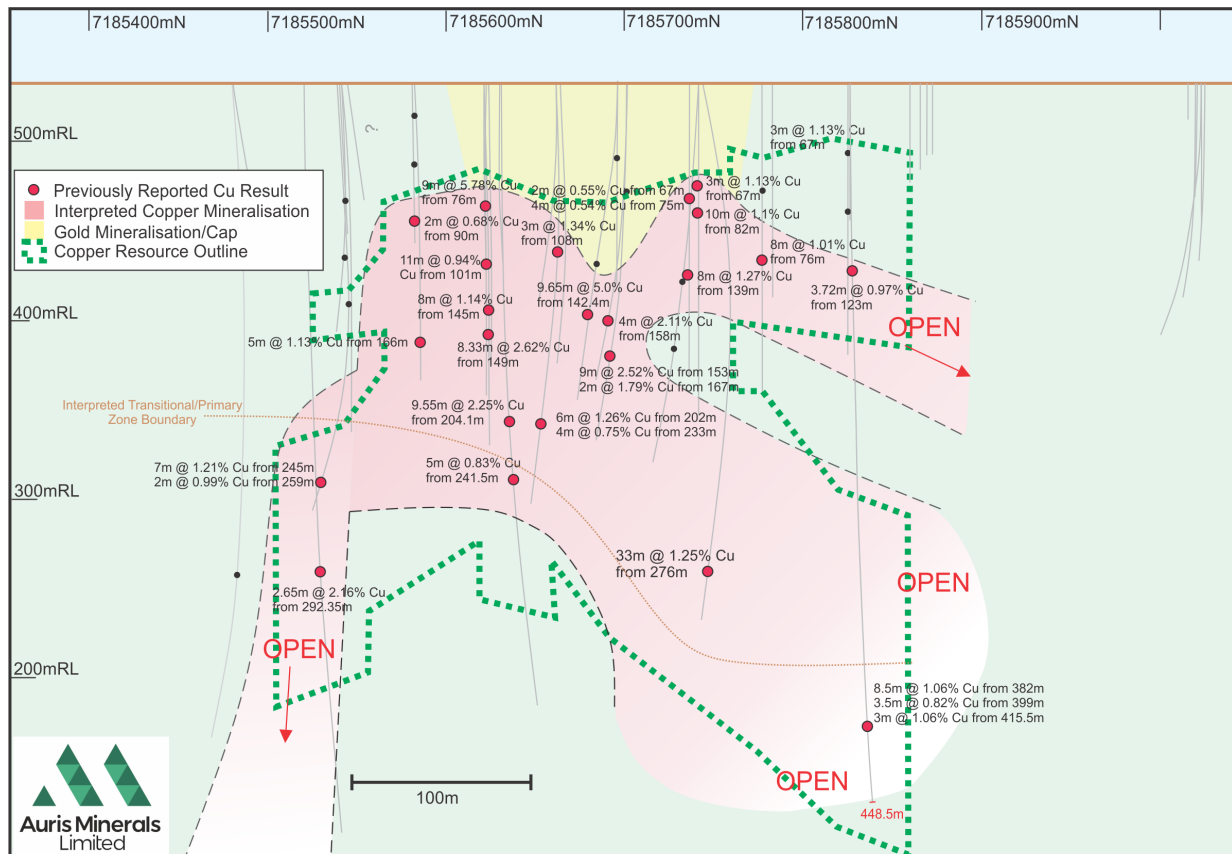 7185400mN
7185500mN
7185600mN
7185700mN
7185800mN
7185900mN
500mRL
?
3m @ 1.13% Cu
from 67m
Previously Reported Cu Result
Interpreted Copper Mineralisation
Gold Mineralisation/Cap
Copper Resource Outline
9m @ 5.78% Cu
from 76m
2m @ 0.55% Cu from 67m
4m @ 0.54% Cu from 75m
3m @ 1.13% Cu
67m
2m @ 0.68% Cu
from 90m
3m @ 1.34% Cu
from 108m
10m @ 1.1% Cu
from 82m
11m @ 0.94%
Cu from 101m
8m @ 1.01% Cu
from 76m
9.65m @ 5.0% Cu
from 142.4m
8m @ 1.27% Cu
from 139m
3.72m @ 0.97% Cu
from 123m
8m @ 1.14% Cu
from 145m
400mRL
4m @ 2.11% Cu
from 158m
OPEN
5m @ 1.13% Cu from 166m
8.33m @ 2.62% Cu
from 149m
9m @ 2.52% Cu from 153m
2m @ 1.79% Cu from 167m
Interpreted Transitional/Primary
Zone Boundary
9.55m @ 2.25% Cu
from 204.1m
6m @ 1.26% Cu from 202m
4m @ 0.75% Cu from 233m
7m @ 1.21% Cu from 245m
2m @ 0.99% Cu from 259m
5m @ 0.83% Cu
from 241.5m
300mRL
33m @ 1.25% Cu
from 276m
OPEN
2.65m @ 2.16% Cu
from 292.35m
OPEN
200mRL
8.5m @ 1.06% Cu from 382m
3.5m @ 0.82% Cu from 399m
3m @ 1.06% Cu from 415.5m
OPEN
100m
448.5m
Auris Minerals
Limited